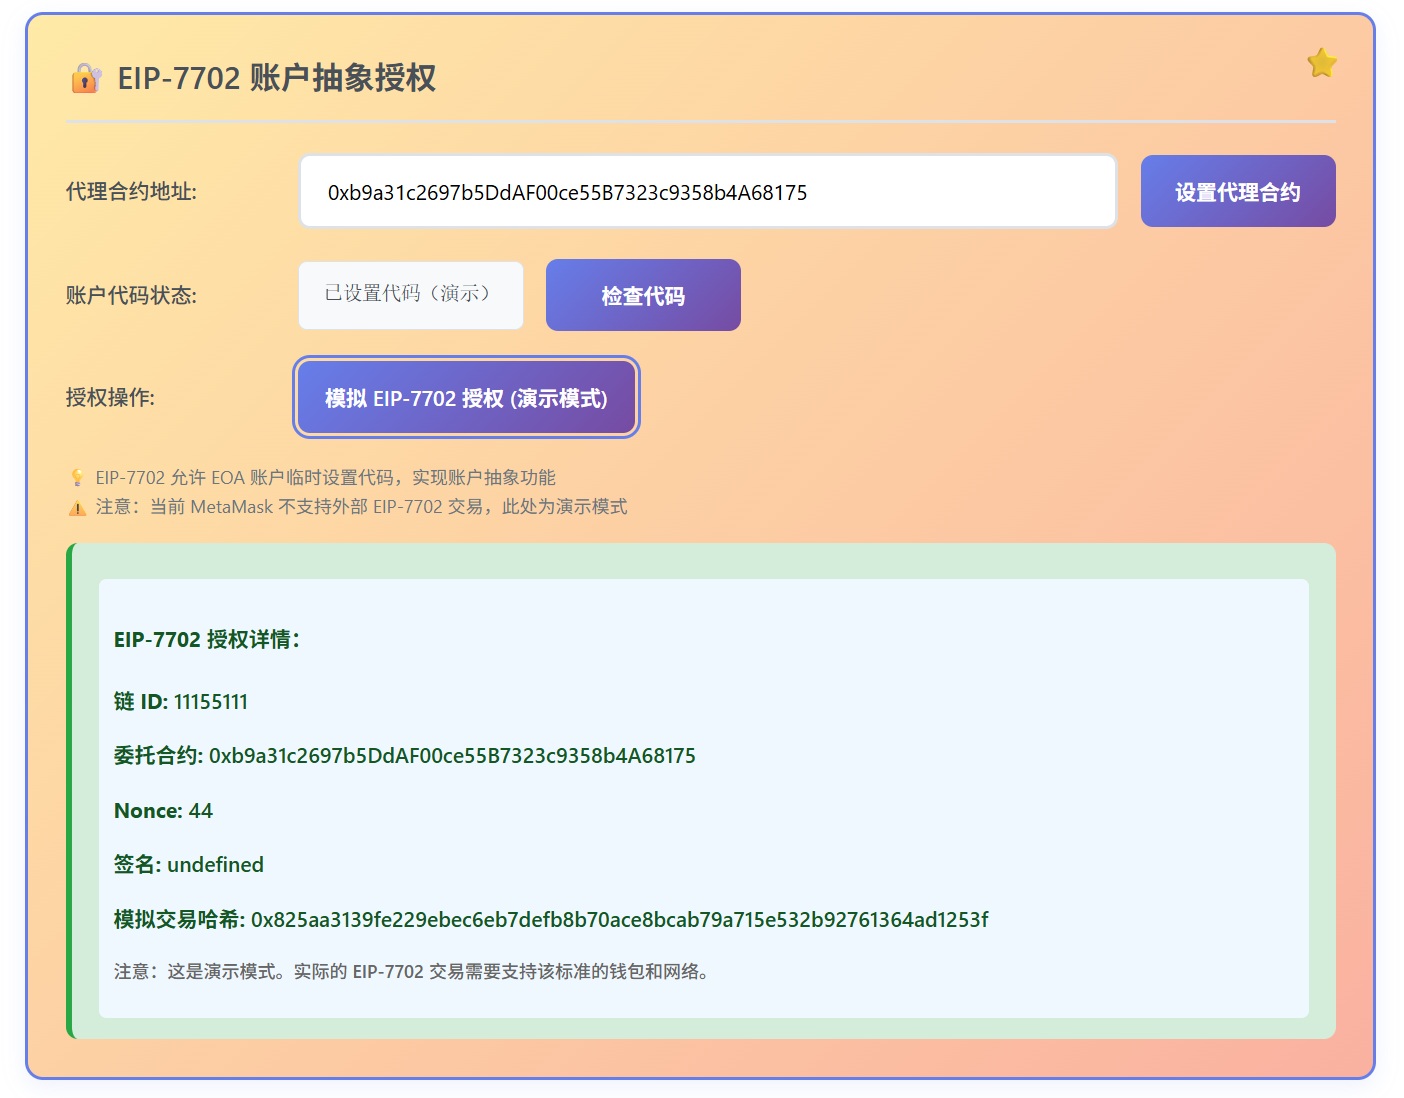 EIP-7702 账户抽象授权
代理合约地址:
0xb9a31c2697b5DdAF00ce55B7323c9358b4A68175
设置代理合约
账户代码状态:
已设置代码（演示）
检查代码
授权操作:
模拟 EIP-7702 授权 (演示模式)
EIP-7702 允许 EOA 账户临时设置代码，实现账户抽象功能
注意：当前 MetaMask 不支持外部 EIP-7702 交易，此处为演示模式
EIP-7702 授权详情：
链 ID: 11155111
委托合约: 0xb9a31c2697b5DdAF00ce55B7323c9358b4A68175
Nonce: 44
签名: undefined
模拟交易哈希: 0x825aa3139fe229ebec6eb7defb8b70ace8bcab79a715e532b92761364ad1253f
注意：这是演示模式。实际的 EIP-7702 交易需要支持该标准的钱包和网络。